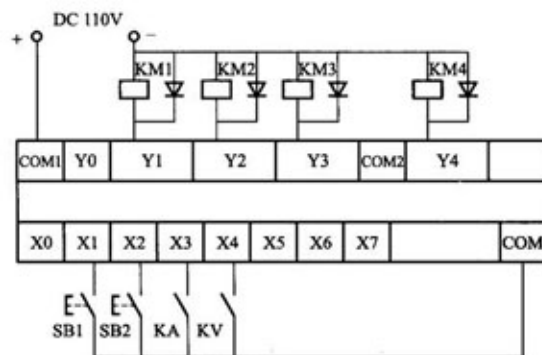 DC 110V
+ −
KM1 KM2 KM3 KM4
COM1 Y0 Y1 Y2 Y3 COM2 Y4
X0 X1 X2 X3 X4 X5 X6 X7 COM
SB1 SB2 KA KV